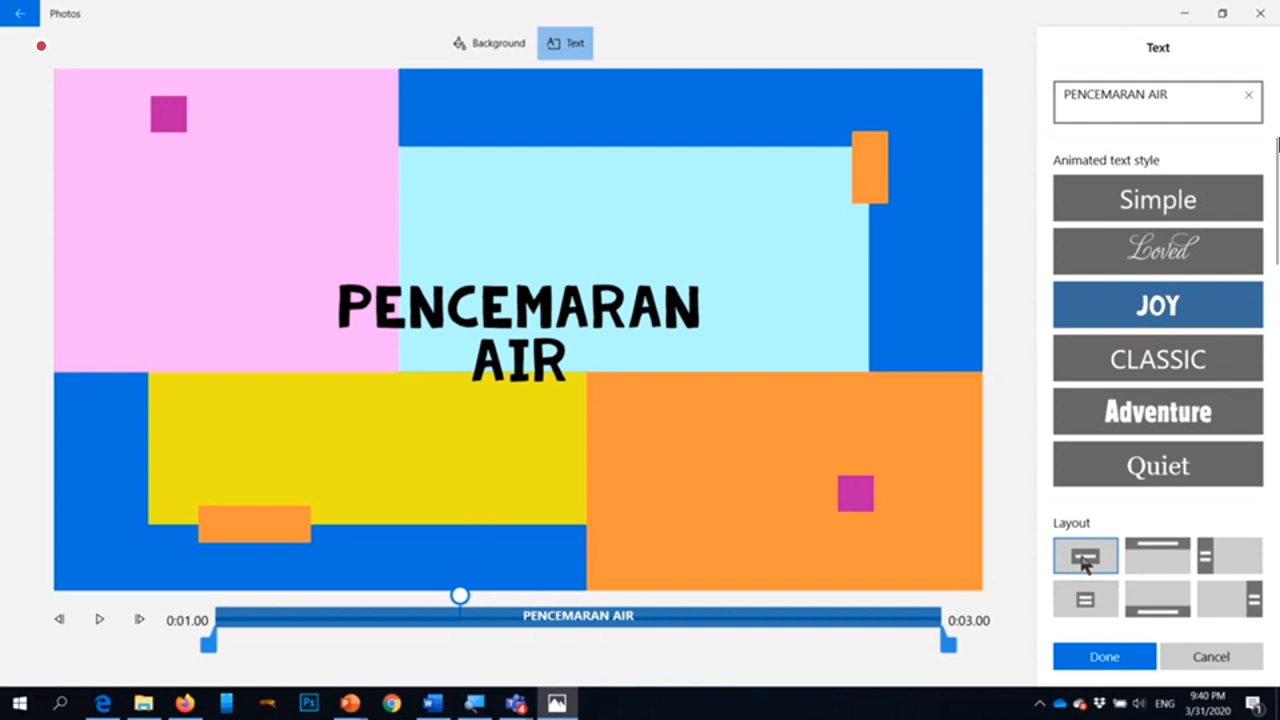 Photos
Background
Text
Text
PENCEMARAN AIR
Animated text style
Simple
Loved
JOY
CLASSIC
Adventure
Quiet
Layout
Done
Cancel
PENCEMARAN
AIR
0:01.00
PENCEMARAN AIR
0:03.00
Ps
ENG
9:40 PM
3/31/2020